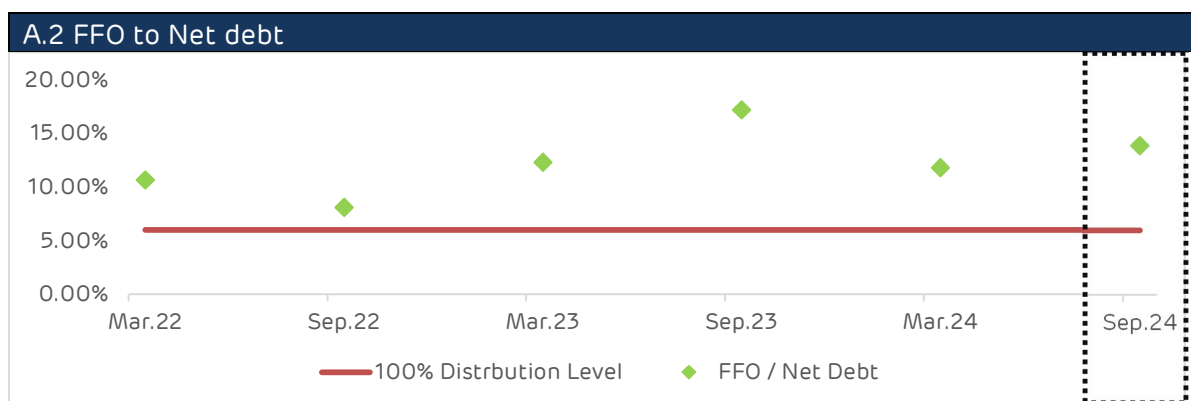 A.2 FFO to Net debt
20.00%
15.00%
10.00%
5.00%
0.00%
Mar.22 Sep.22 Mar.23 Sep.23 Mar.24 Sep.24
100% Distrbution Level FFO / Net Debt